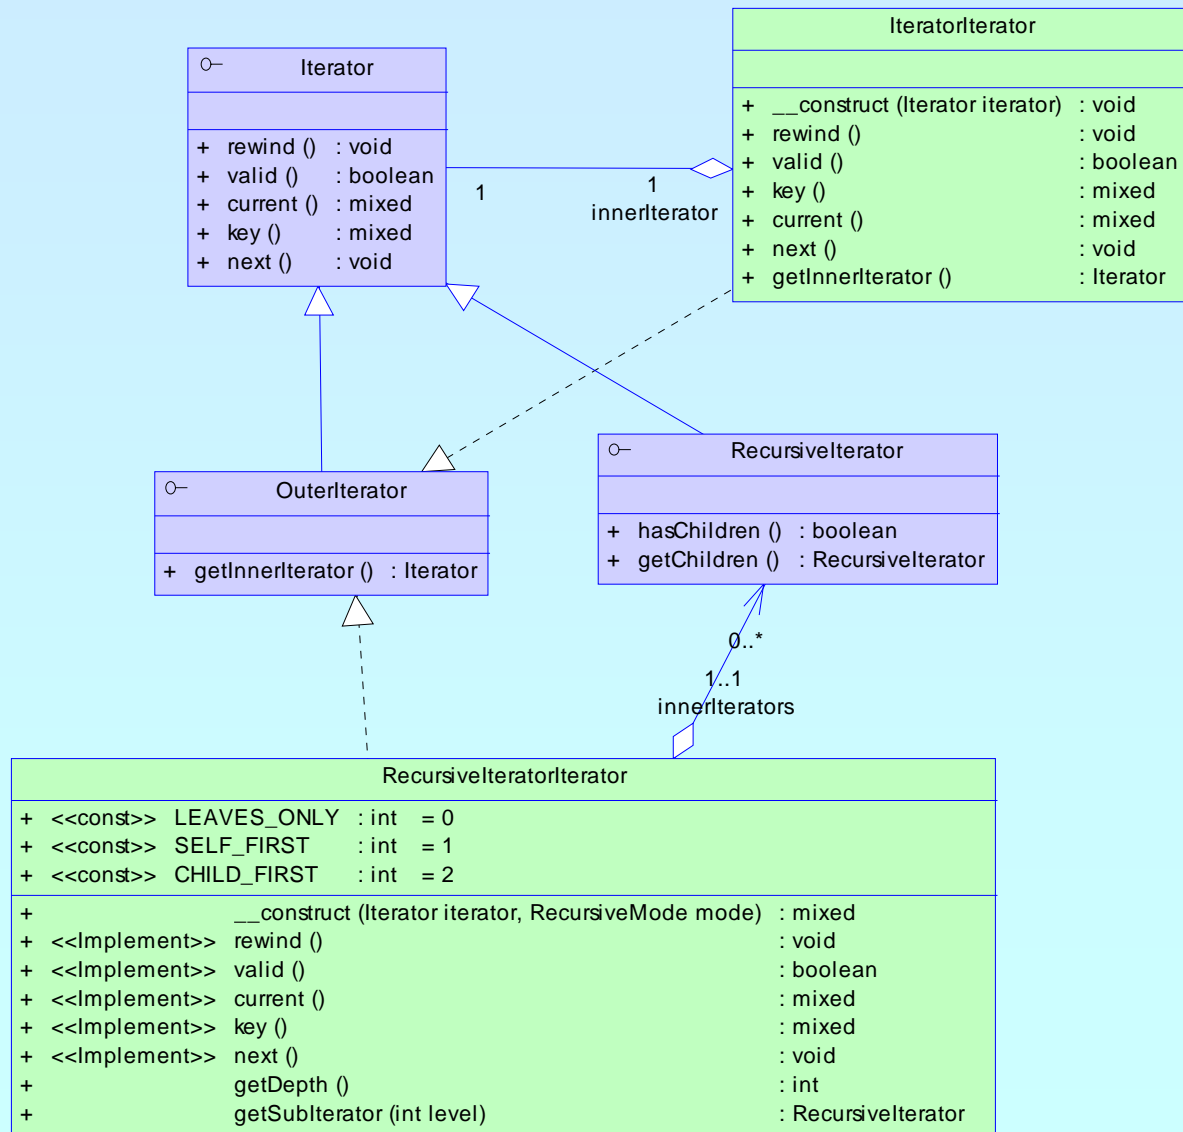 Iterator
+ rewind () : void
+ valid () : boolean
+ current () : mixed
+ key () : mixed
+ next () : void
1
1
innerIterator
IteratorIterator
+ __construct (Iterator iterator) : void
+ rewind () : void
+ valid () : boolean
+ key () : mixed
+ current () : mixed
+ next () : void
+ getInnerIterator () : Iterator
OuterIterator
+ getInnerIterator () : Iterator
RecursiveIterator
+ hasChildren () : boolean
+ getChildren () : RecursiveIterator
0..*
1..1
innerIterators
RecursiveIteratorIterator
+ <<const>> LEAVES_ONLY : int = 0
+ <<const>> SELF_FIRST : int = 1
+ <<const>> CHILD_FIRST : int = 2
+ __construct (Iterator iterator, RecursiveMode mode) : mixed
+ <<Implement>> rewind () : void
+ <<Implement>> valid () : boolean
+ <<Implement>> current () : mixed
+ <<Implement>> key () : mixed
+ <<Implement>> next () : void
+ getDepth () : int
+ getSubIterator (int level) : RecursiveIterator